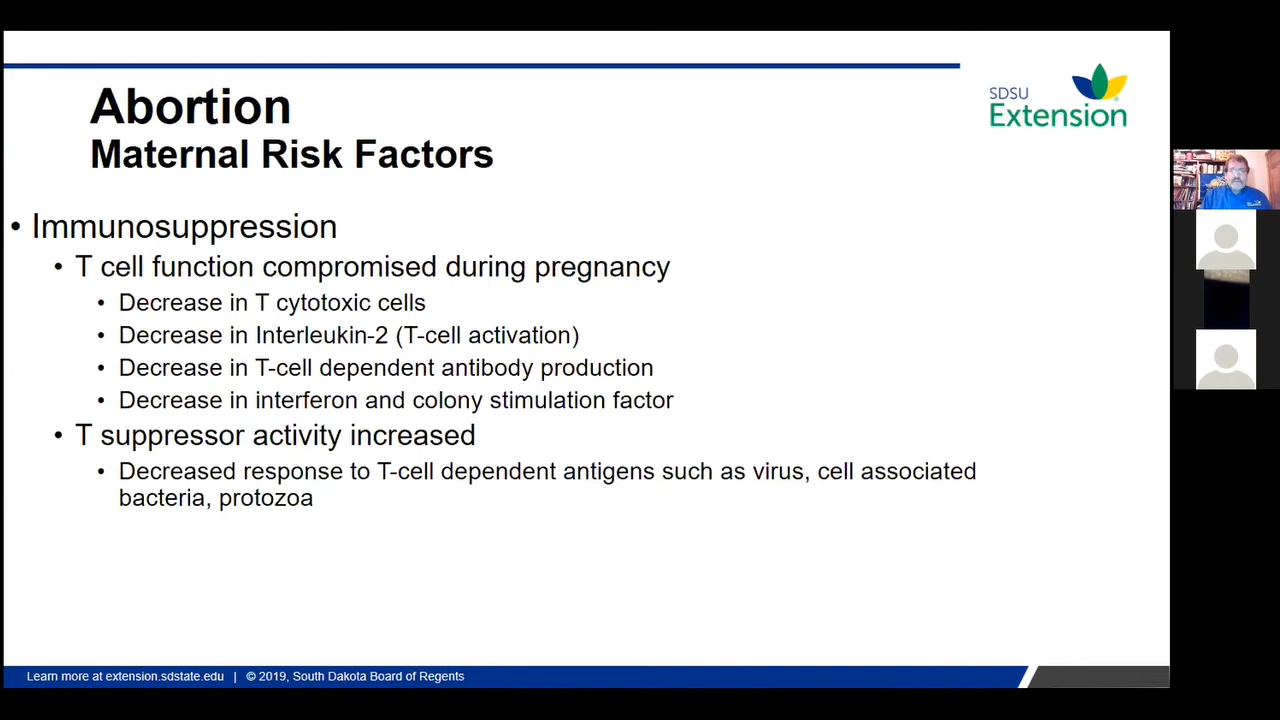 Abortion
Maternal Risk Factors
SDSU
Extension
• Immunosuppression
• T cell function compromised during pregnancy
• Decrease in T cytotoxic cells
• Decrease in Interleukin-2 (T-cell activation)
• Decrease in T-cell dependent antibody production
• Decrease in interferon and colony stimulation factor
• T suppressor activity increased
• Decreased response to T-cell dependent antigens such as virus, cell associated
bacteria, protozoa
Learn more at extension.sdstate.edu | © 2019, South Dakota Board of Regents